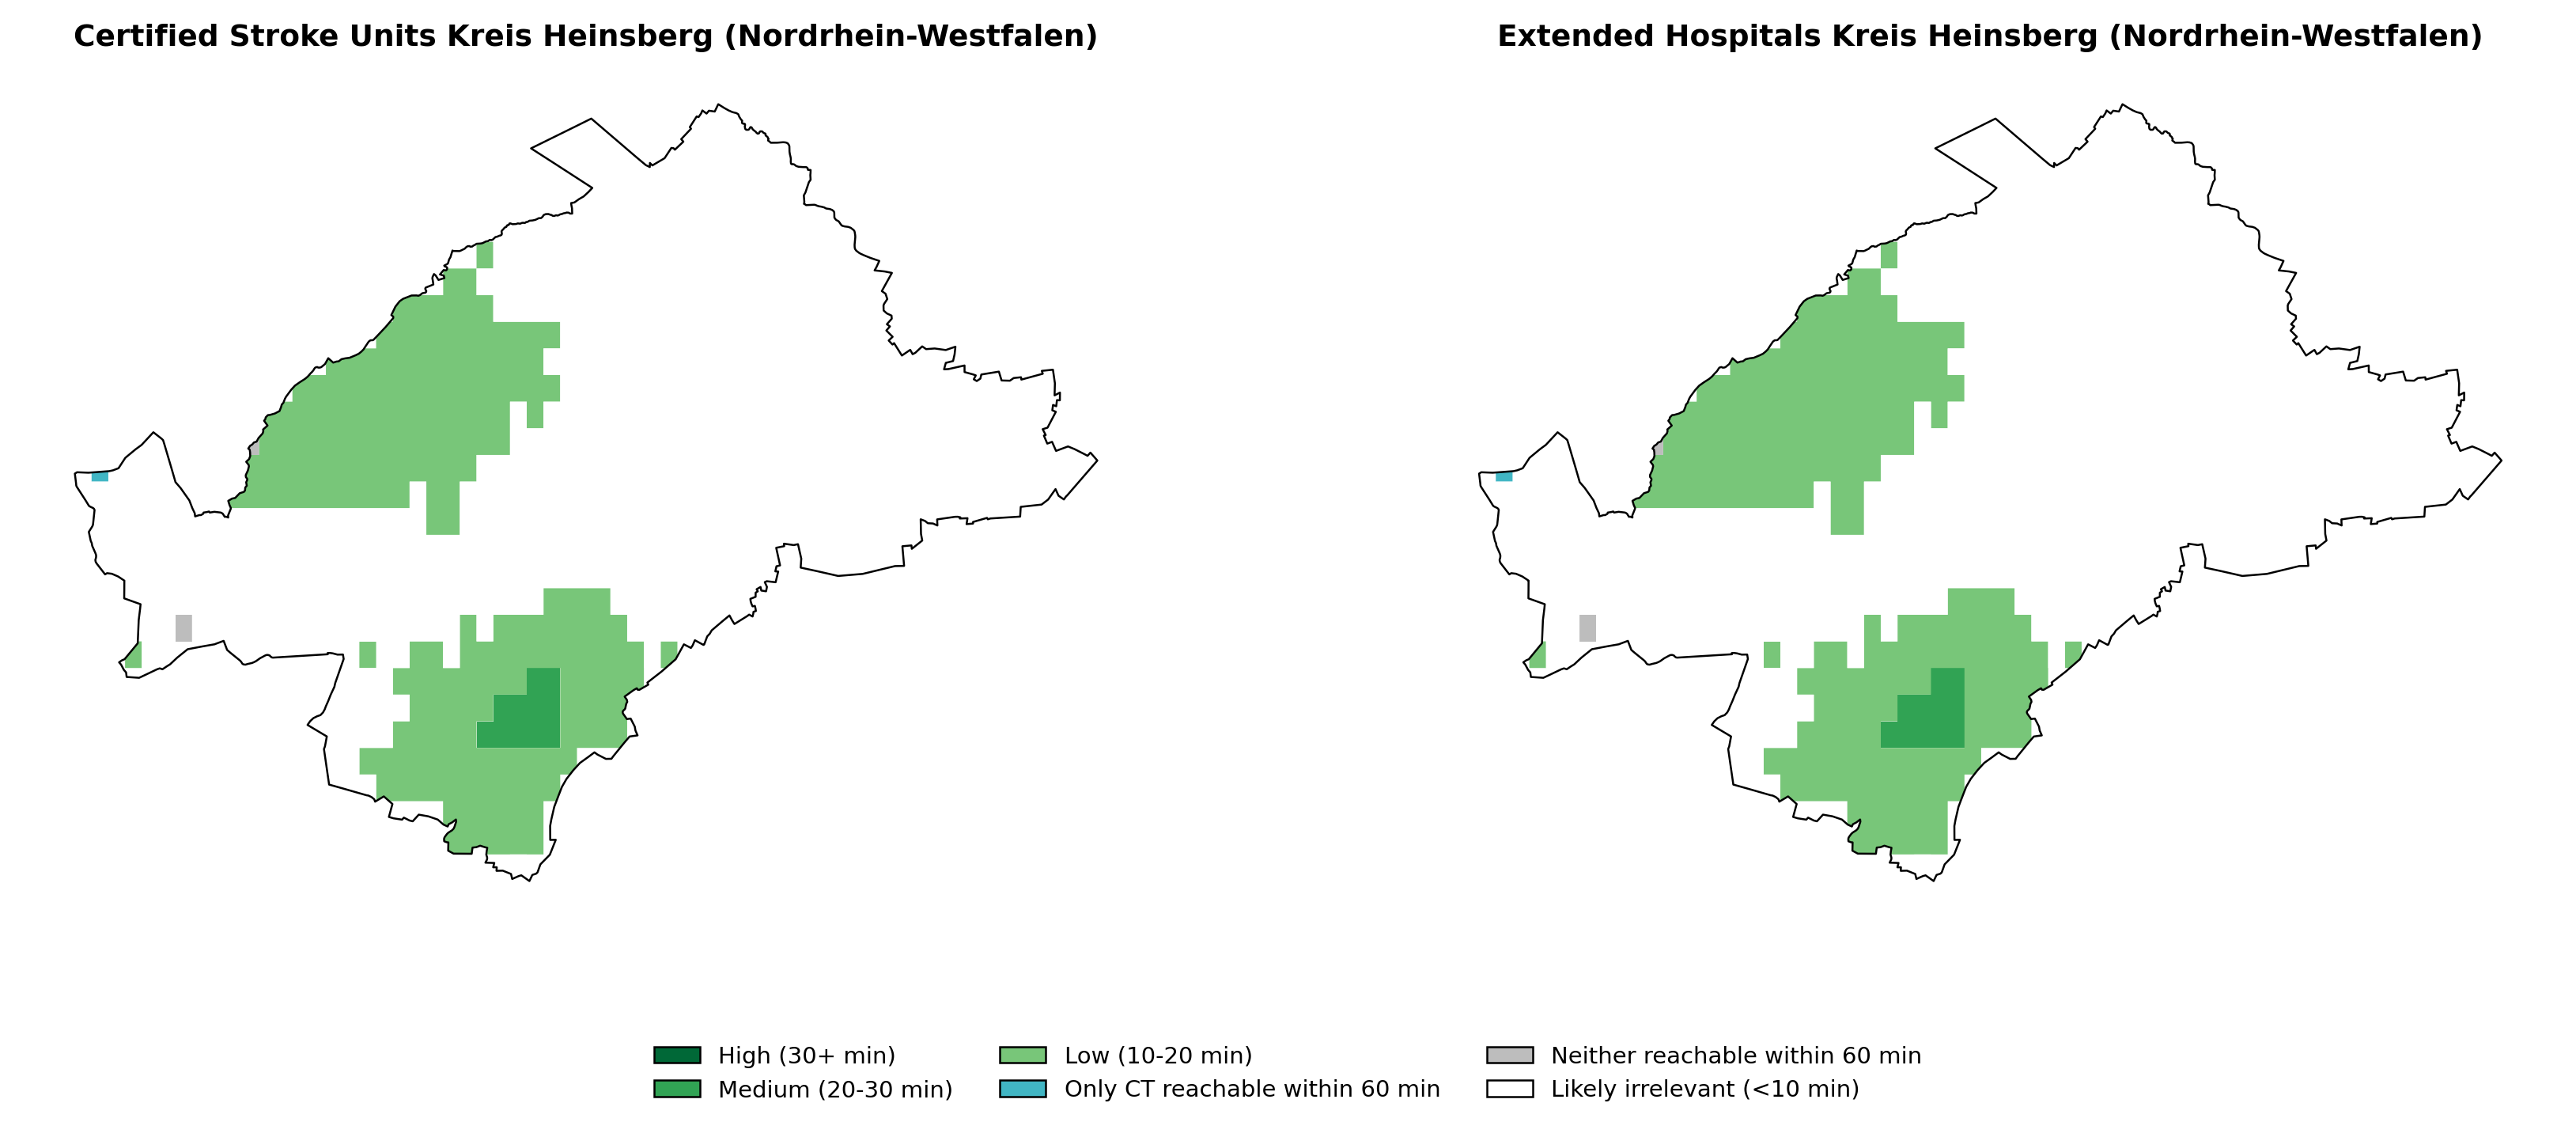 Certified Stroke Units Kreis Heinsberg (Nordrhein-Westfalen)
Extended Hospitals Kreis Heinsberg (Nordrhein-Westfalen)
High (30+ min)
Medium (20-30 min)
Low (10-20 min)
Only CT reachable within 60 min
Neither reachable within 60 min
Likely irrelevant (<10 min)